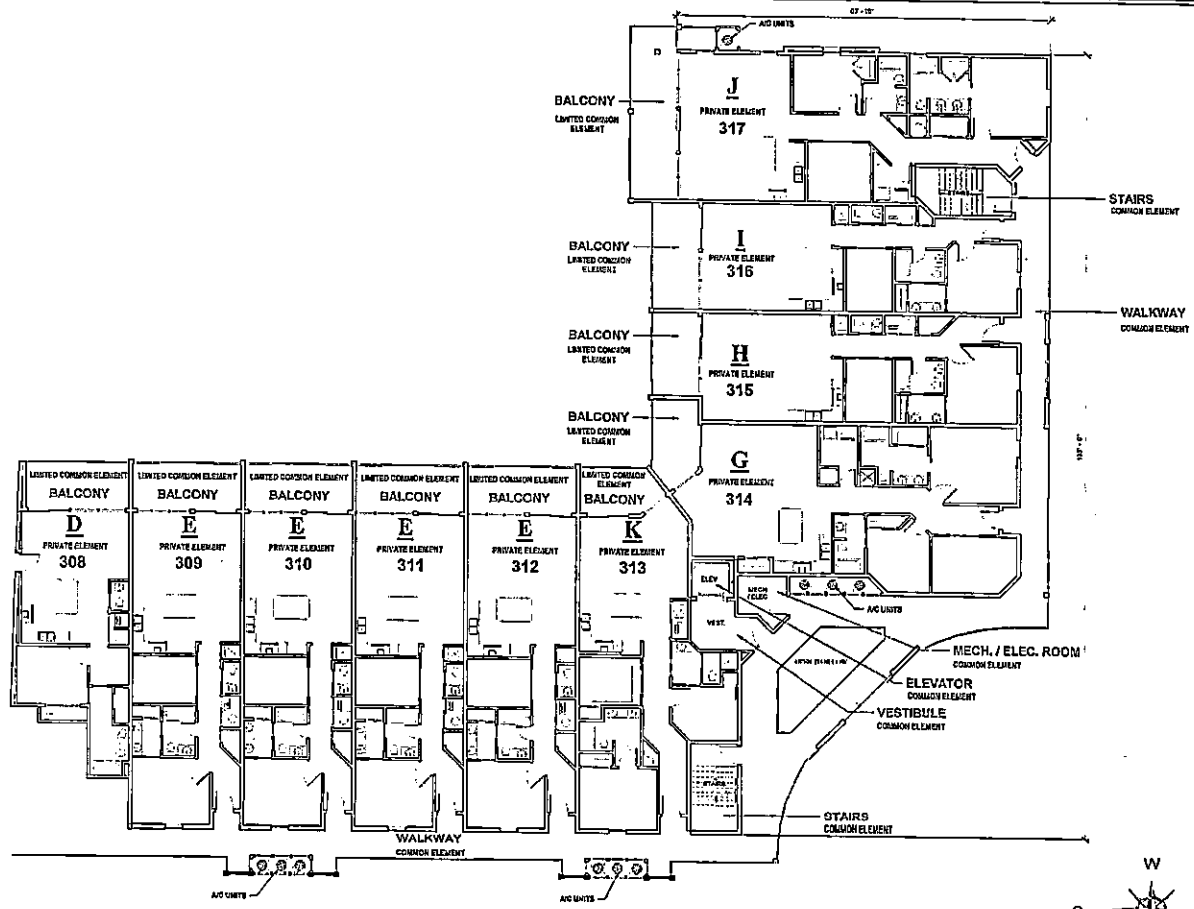 A/C UNITS
J
PRIVATE ELEMENT
317
BALCONY
LIMITED COMMON
ELEMENT
STAIRS
STAIRS
COMMON ELEMENT
BALCONY
LIMITED COMMON
ELEMENT
I
PRIVATE ELEMENT
316
WALKWAY
COMMON ELEMENT
BALCONY
LIMITED COMMON
ELEMENT
H
PRIVATE ELEMENT
315
BALCONY
LIMITED COMMON
ELEMENT
G
PRIVATE ELEMENT
314
LIMITED COMMON ELEMENT
BALCONY
D
PRIVATE ELEMENT
308
LIMITED COMMON ELEMENT
BALCONY
E
PRIVATE ELEMENT
309
LIMITED COMMON ELEMENT
BALCONY
E
PRIVATE ELEMENT
310
LIMITED COMMON ELEMENT
BALCONY
E
PRIVATE ELEMENT
311
LIMITED COMMON ELEMENT
BALCONY
E
PRIVATE ELEMENT
312
LIMITED COMMON
ELEMENT
BALCONY
K
PRIVATE ELEMENT
313
ELEV
MECH
/ ELEC
VEST.
A/C UNITS
MECH. / ELEC. ROOM
COMMON ELEMENT
ELEVATOR
COMMON ELEMENT
VESTIBULE
COMMON ELEMENT
STAIRS
STAIRS
COMMON ELEMENT
WALKWAY
COMMON ELEMENT
A/C UNITS
A/C UNITS
W